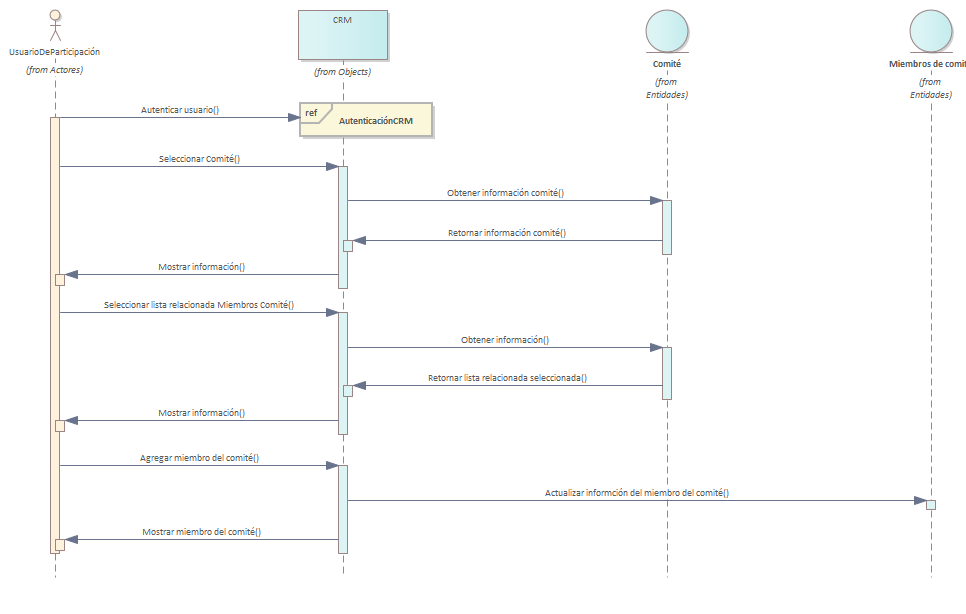 CRM
UsuarioDeParticipación
(from Actores)
(from Objects)
Comité
(from
Entidades)
Miembros de comit
(from
Entidades)
Autenticar usuario()
ref
AutenticaciónCRM
Seleccionar Comité()
Obtener información comité()
Retornar información comité()
Mostrar información()
Seleccionar lista relacionada Miembros Comité()
Obtener información()
Retornar lista relacionada seleccionada()
Mostrar información()
Agregar miembro del comité()
Actualizar informción del miembro del comité()
Mostrar miembro del comité()